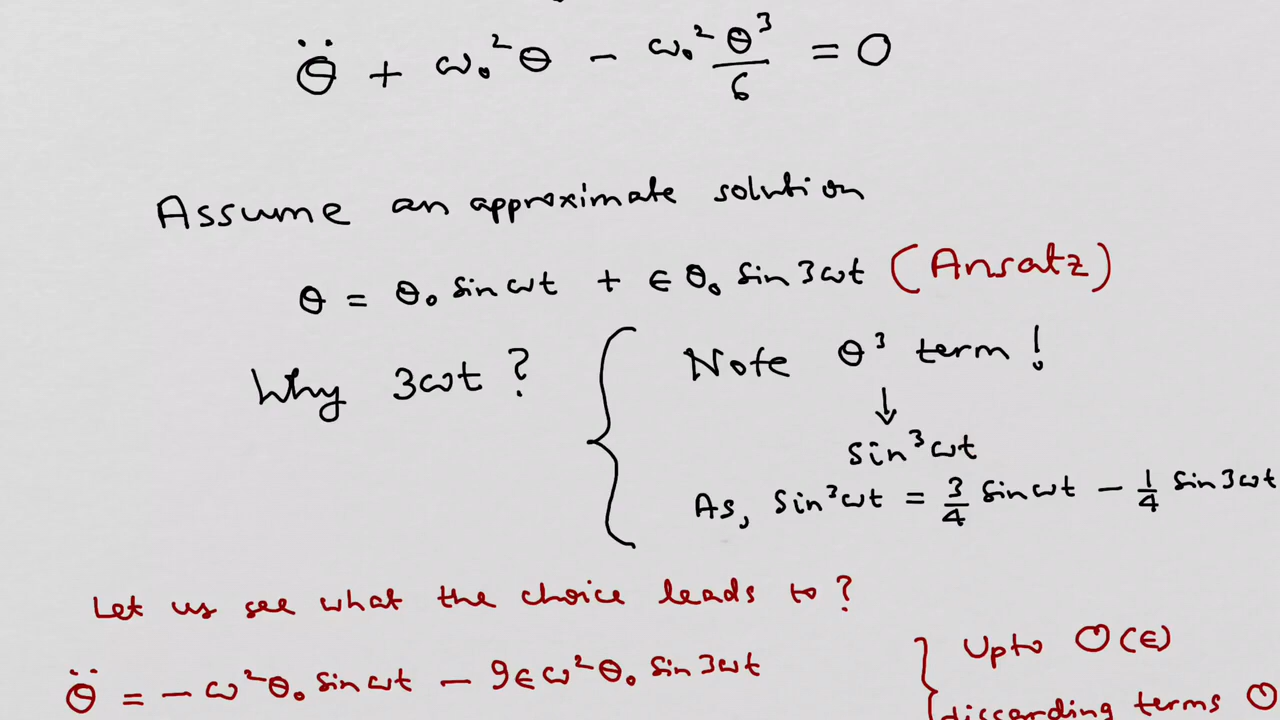 θ̈ + ω₀²θ − ω₀² θ³/6 = 0
Assume an approximate solution
θ = θ₀ sin ωt + ϵ θ₀ sin 3ωt (Ansatz)
Why 3ωt ?
Note θ³ term !
↓
sin³ωt
As, sin³ωt = 3/4 sin ωt − 1/4 sin 3ωt
Let us see what the choice leads to ?
θ̈ = − ω²θ₀ sin ωt − 9ϵω²θ₀ sin 3ωt
Upto O(ϵ)
discarding terms O